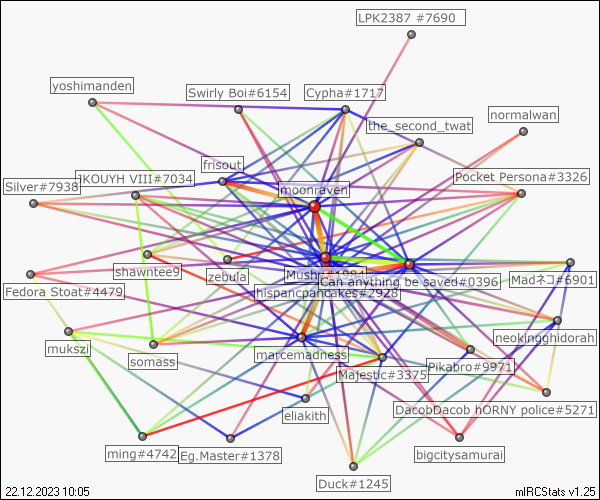 LPK2387 #7690
yoshimanden
Swirly Boi#6154
Cypha#1717
normalwan
the_second_twat
frisout
JKOUYH VIII#7034
Pocket Persona#3326
Silver#7938
moonraven
shawntee9
zebula
Mushu#1984
Can anything be saved#0396
Madネコ#6901
Fedora Stoat#4479
hispancpancakes#2928
neokingghidorah
mukszi
somass
marcemadness
Majestic#3375
Pikabro#9971
DacobDacob hORNY police#5271
eliakith
ming#4742
Eg.Master#1378
bigcitysamurai
Duck#1245
22.12.2023 10:05
mIRCStats v1.25